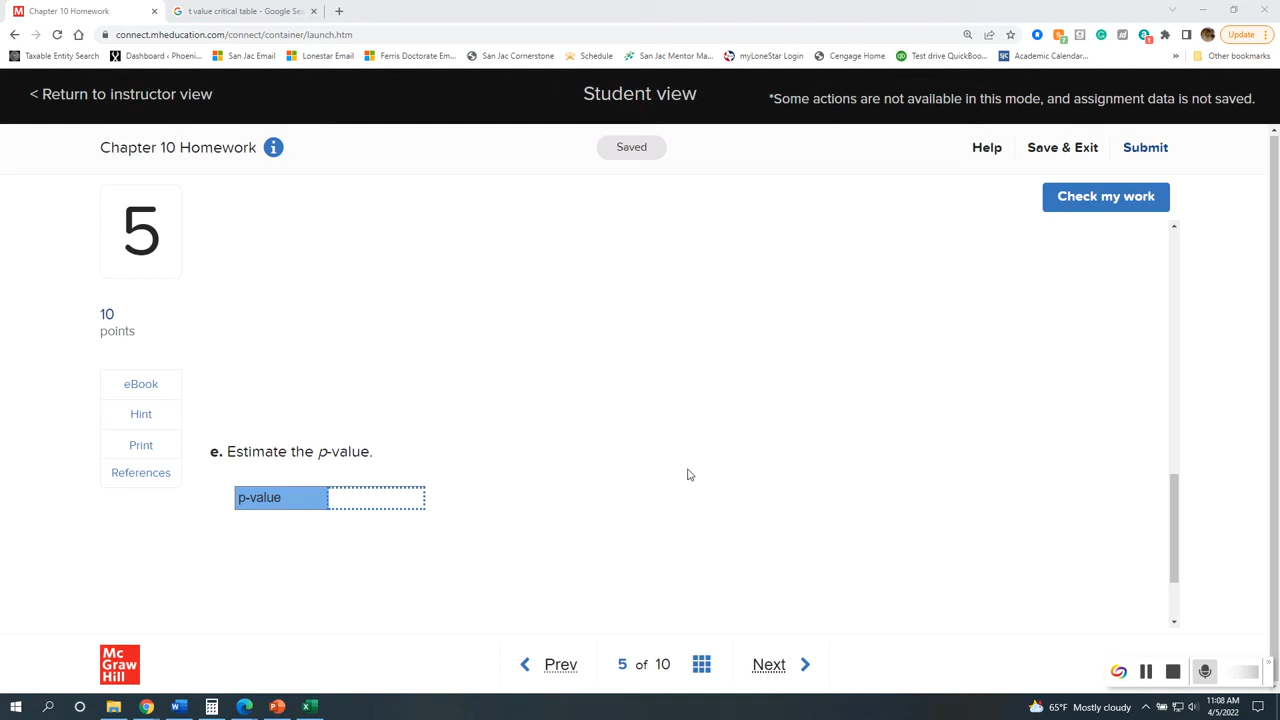 Chapter 10 Homework
t value critical table - Google Sea
connect.mheducation.com/connect/container/launch.htm
Update
Taxable Entity Search
Dashboard ‹ Phoeni...
San Jac Email
Lonestar Email
Ferris Doctorate Em...
San Jac Cornerstone
Schedule
San Jac Mentor Ma...
myLoneStar Login
Cengage Home
Test drive QuickBoo...
Academic Calendar...
»
Other bookmarks
< Return to instructor view
Student view
*Some actions are not available in this mode, and assignment data is not saved.
Chapter 10 Homework
Saved
Help
Save & Exit
Submit
5
Check my work
10
points
eBook
Hint
Print
References
e. Estimate the p-value.
p-value
Mc
Graw
Hill
Prev
5 of 10
Next
65°F Mostly cloudy
11:08 AM
4/5/2022